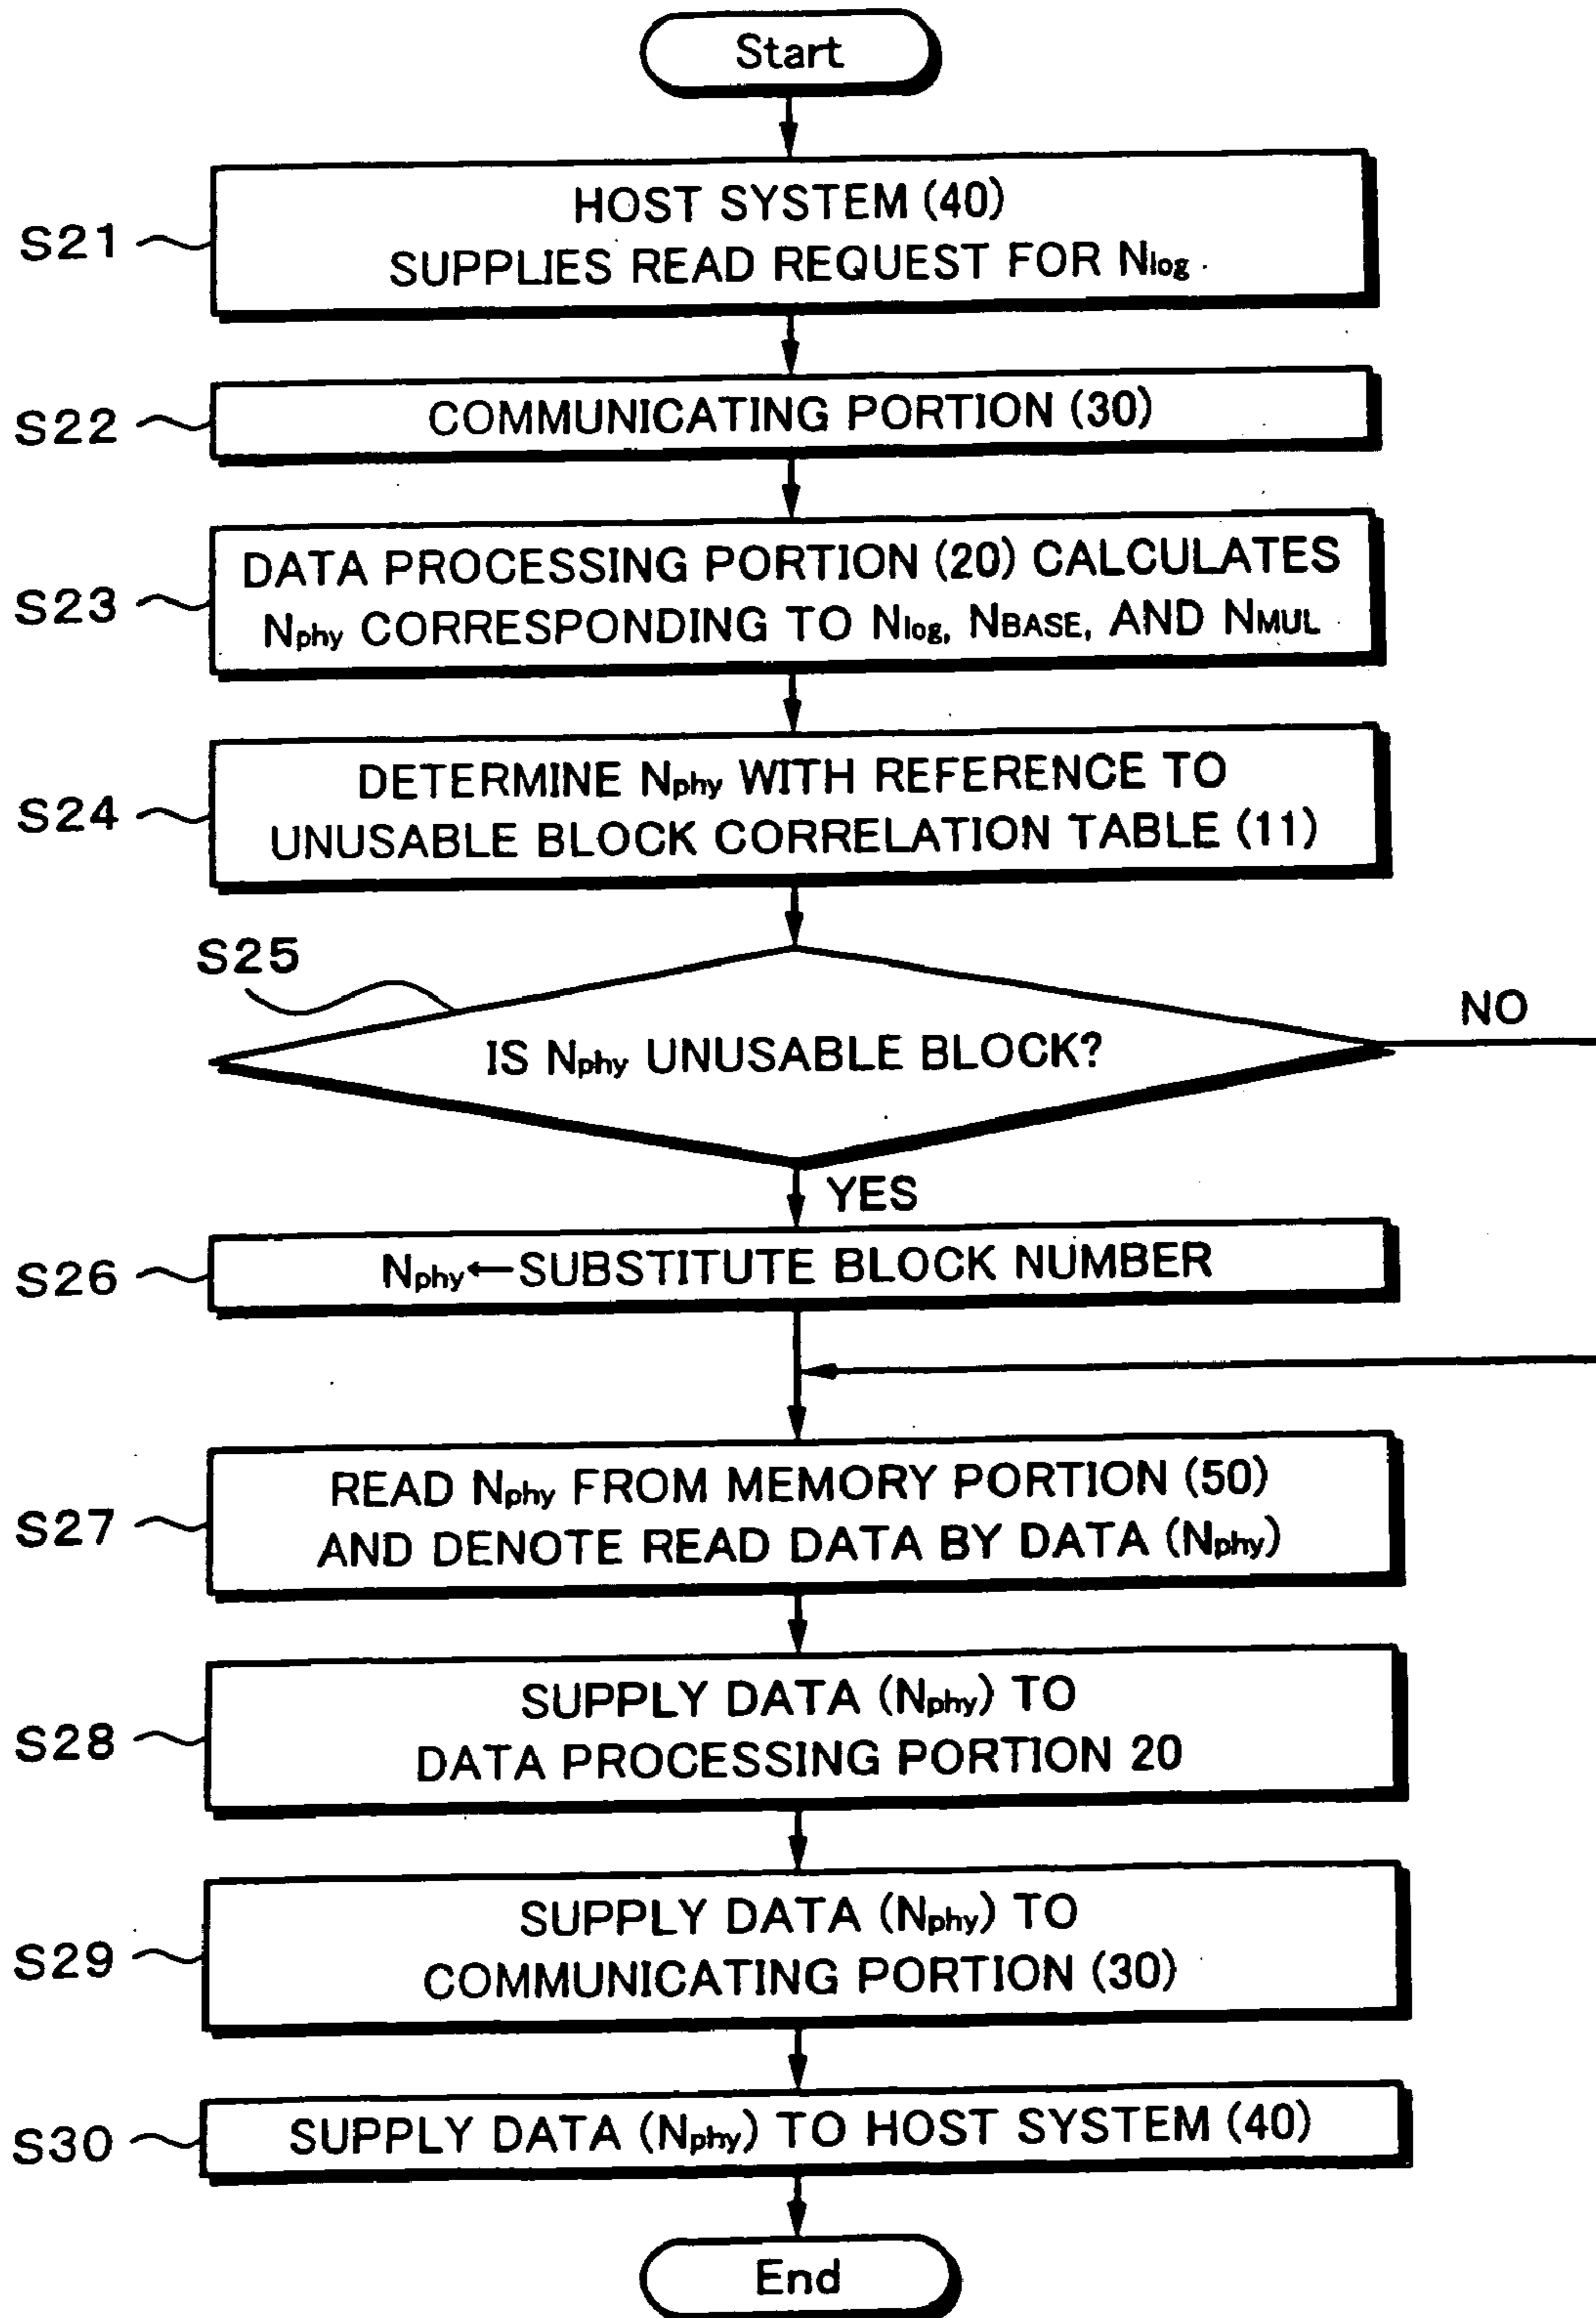 Start
S21
HOST SYSTEM (40)
SUPPLIES READ REQUEST FOR Nlog
S22
COMMUNICATING PORTION (30)
S23
DATA PROCESSING PORTION (20) CALCULATES
Nphy CORRESPONDING TO Nlog, NBASE, AND NMUL
S24
DETERMINE Nphy WITH REFERENCE TO
UNUSABLE BLOCK CORRELATION TABLE (11)
S25
IS Nphy UNUSABLE BLOCK?
NO
YES
S26
Nphy←SUBSTITUTE BLOCK NUMBER
S27
READ Nphy FROM MEMORY PORTION (50)
AND DENOTE READ DATA BY DATA (Nphy)
S28
SUPPLY DATA (Nphy) TO
DATA PROCESSING PORTION 20
S29
SUPPLY DATA (Nphy) TO
COMMUNICATING PORTION (30)
S30
SUPPLY DATA (Nphy) TO HOST SYSTEM (40)
End